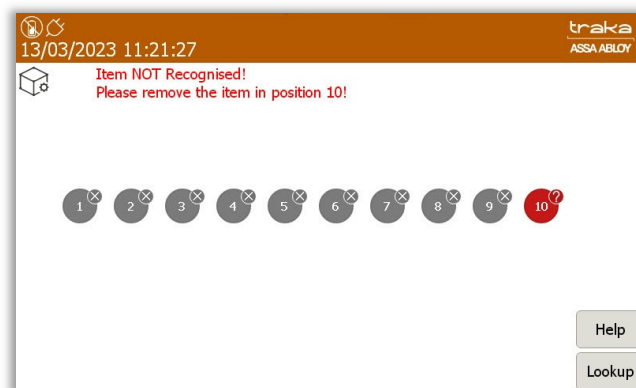 traka
13/03/2023 11:21:27
ASSA ABLOY
Item NOT Recognised!
Please remove the item in position 10!
1 2 3 4 5 6 7 8 9 10 ?
Help
Lookup